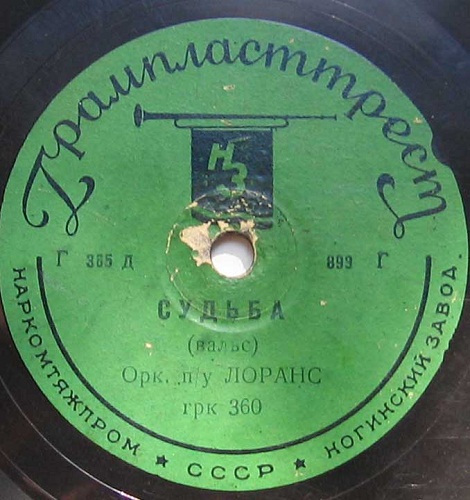 Грампласттрест
НЗ
Г 365 Д 899 Г
СУДЬБА
(вальс)
Орк. п/у ЛОРАНС
грк 360
НАРКОМТЯЖПРОМ ★ СССР ★ НОГИНСКИЙ ЗАВОД.